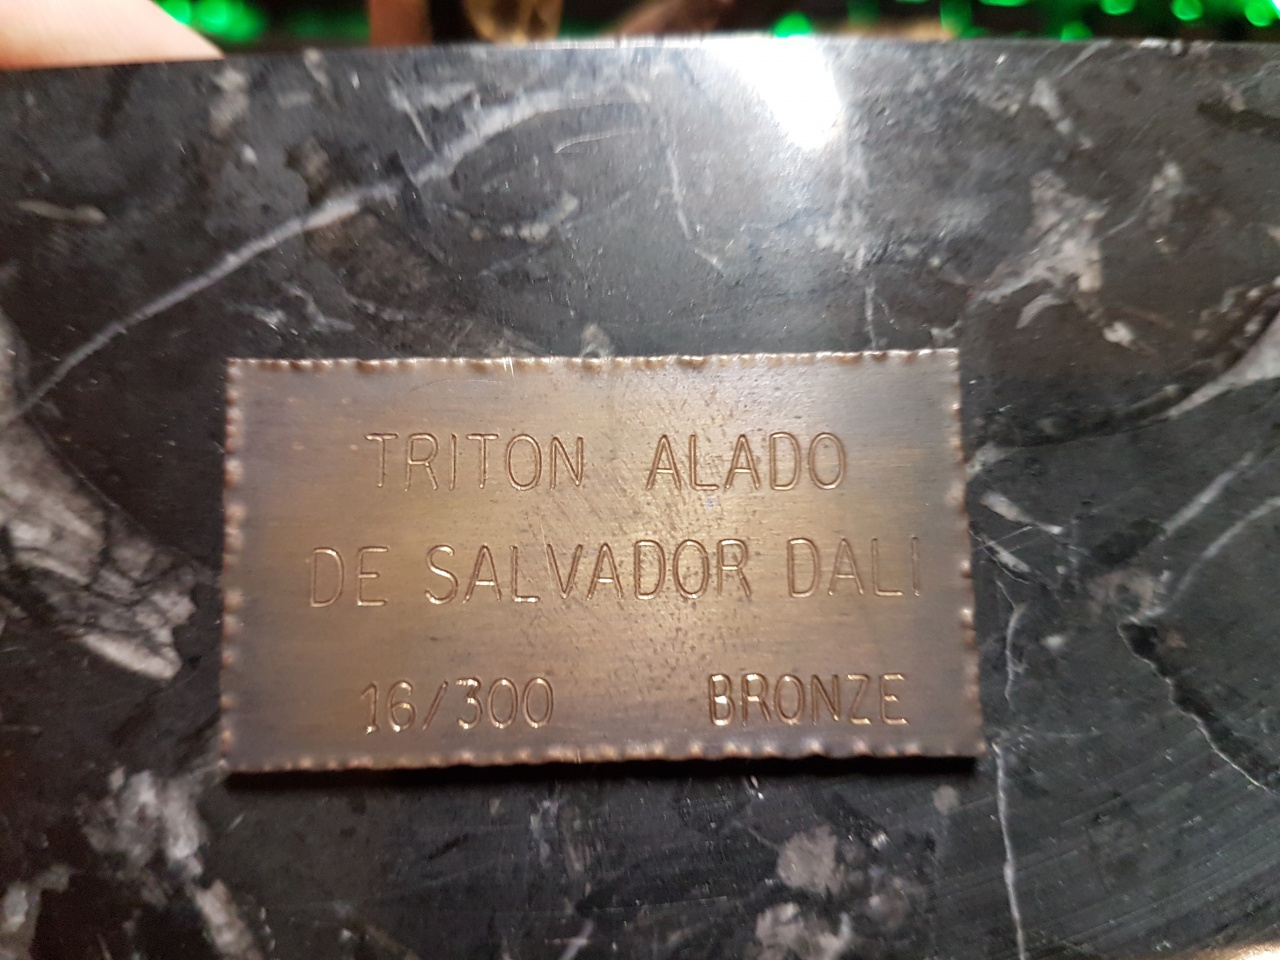 TRITON ALADO
DE SALVADOR DALI
16/300 BRONZE